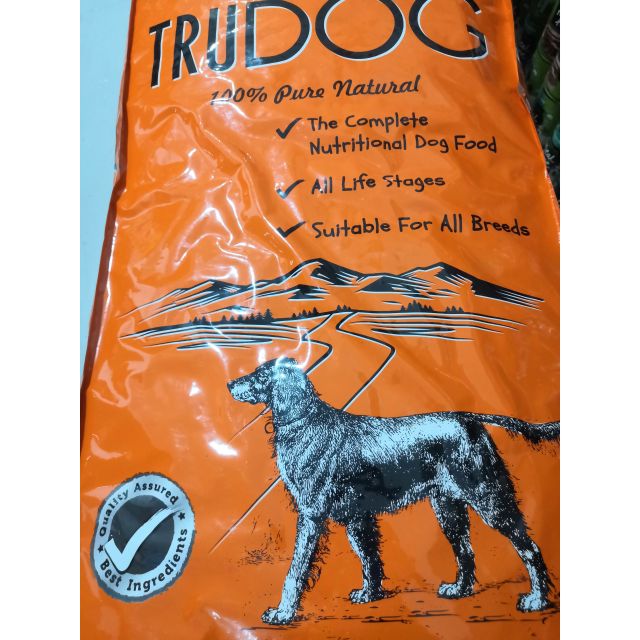 TRUDOG
100% Pure Natural
The Complete
Nutritional Dog Food
All Life Stages
Suitable For All Breeds
Quality Assured
Best Ingredients